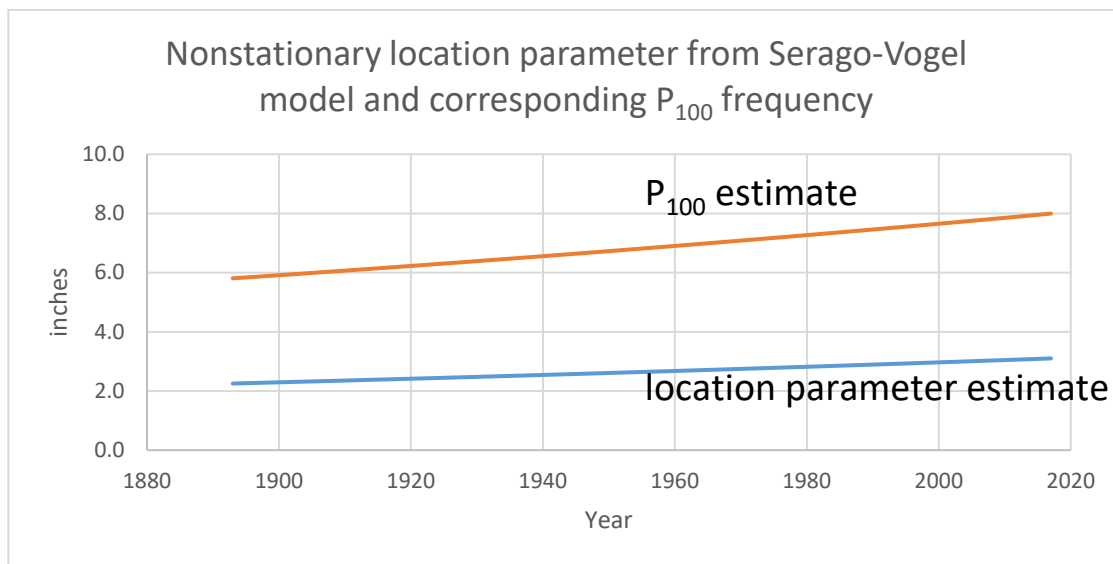 Nonstationary location parameter from Serago-Vogel
model and corresponding P₁₀₀ frequency
10.0
8.0
6.0
4.0
2.0
0.0
inches
P₁₀₀ estimate
location parameter estimate
1880 1900 1920 1940 1960 1980 2000 2020
Year